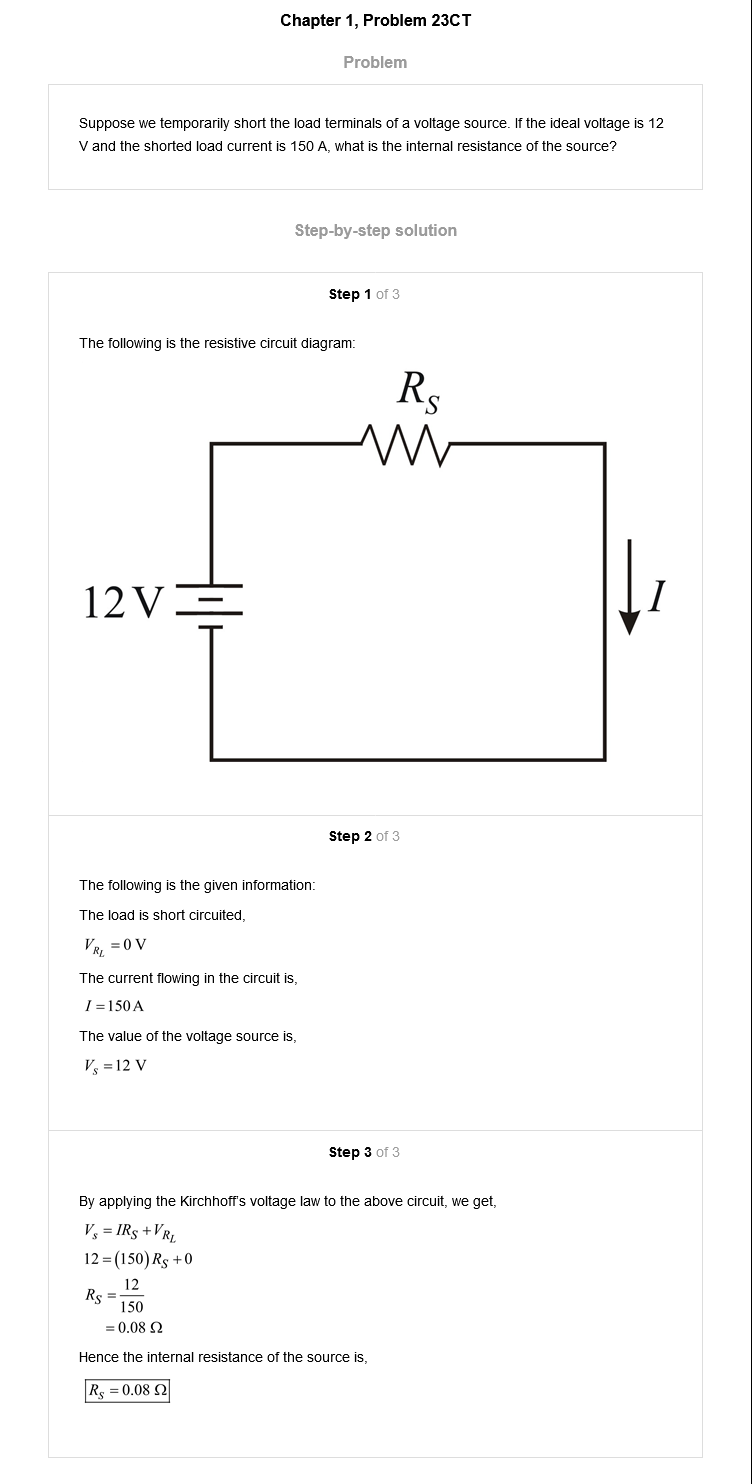 Chapter 1, Problem 23CT
Problem
Suppose we temporarily short the load terminals of a voltage source. If the ideal voltage is 12
V and the shorted load current is 150 A, what is the internal resistance of the source?
Step-by-step solution
Step 1 of 3
The following is the resistive circuit diagram:
R_S
12 V
I
Step 2 of 3
The following is the given information:
The load is short circuited,
V_{R_L} = 0 V
The current flowing in the circuit is,
I = 150 A
The value of the voltage source is,
V_s = 12 V
Step 3 of 3
By applying the Kirchhoff's voltage law to the above circuit, we get,
V_s = IR_S + V_{R_L}
12 = (150) R_S + 0
R_S = 12/150
= 0.08 Ω
Hence the internal resistance of the source is,
R_S = 0.08 Ω